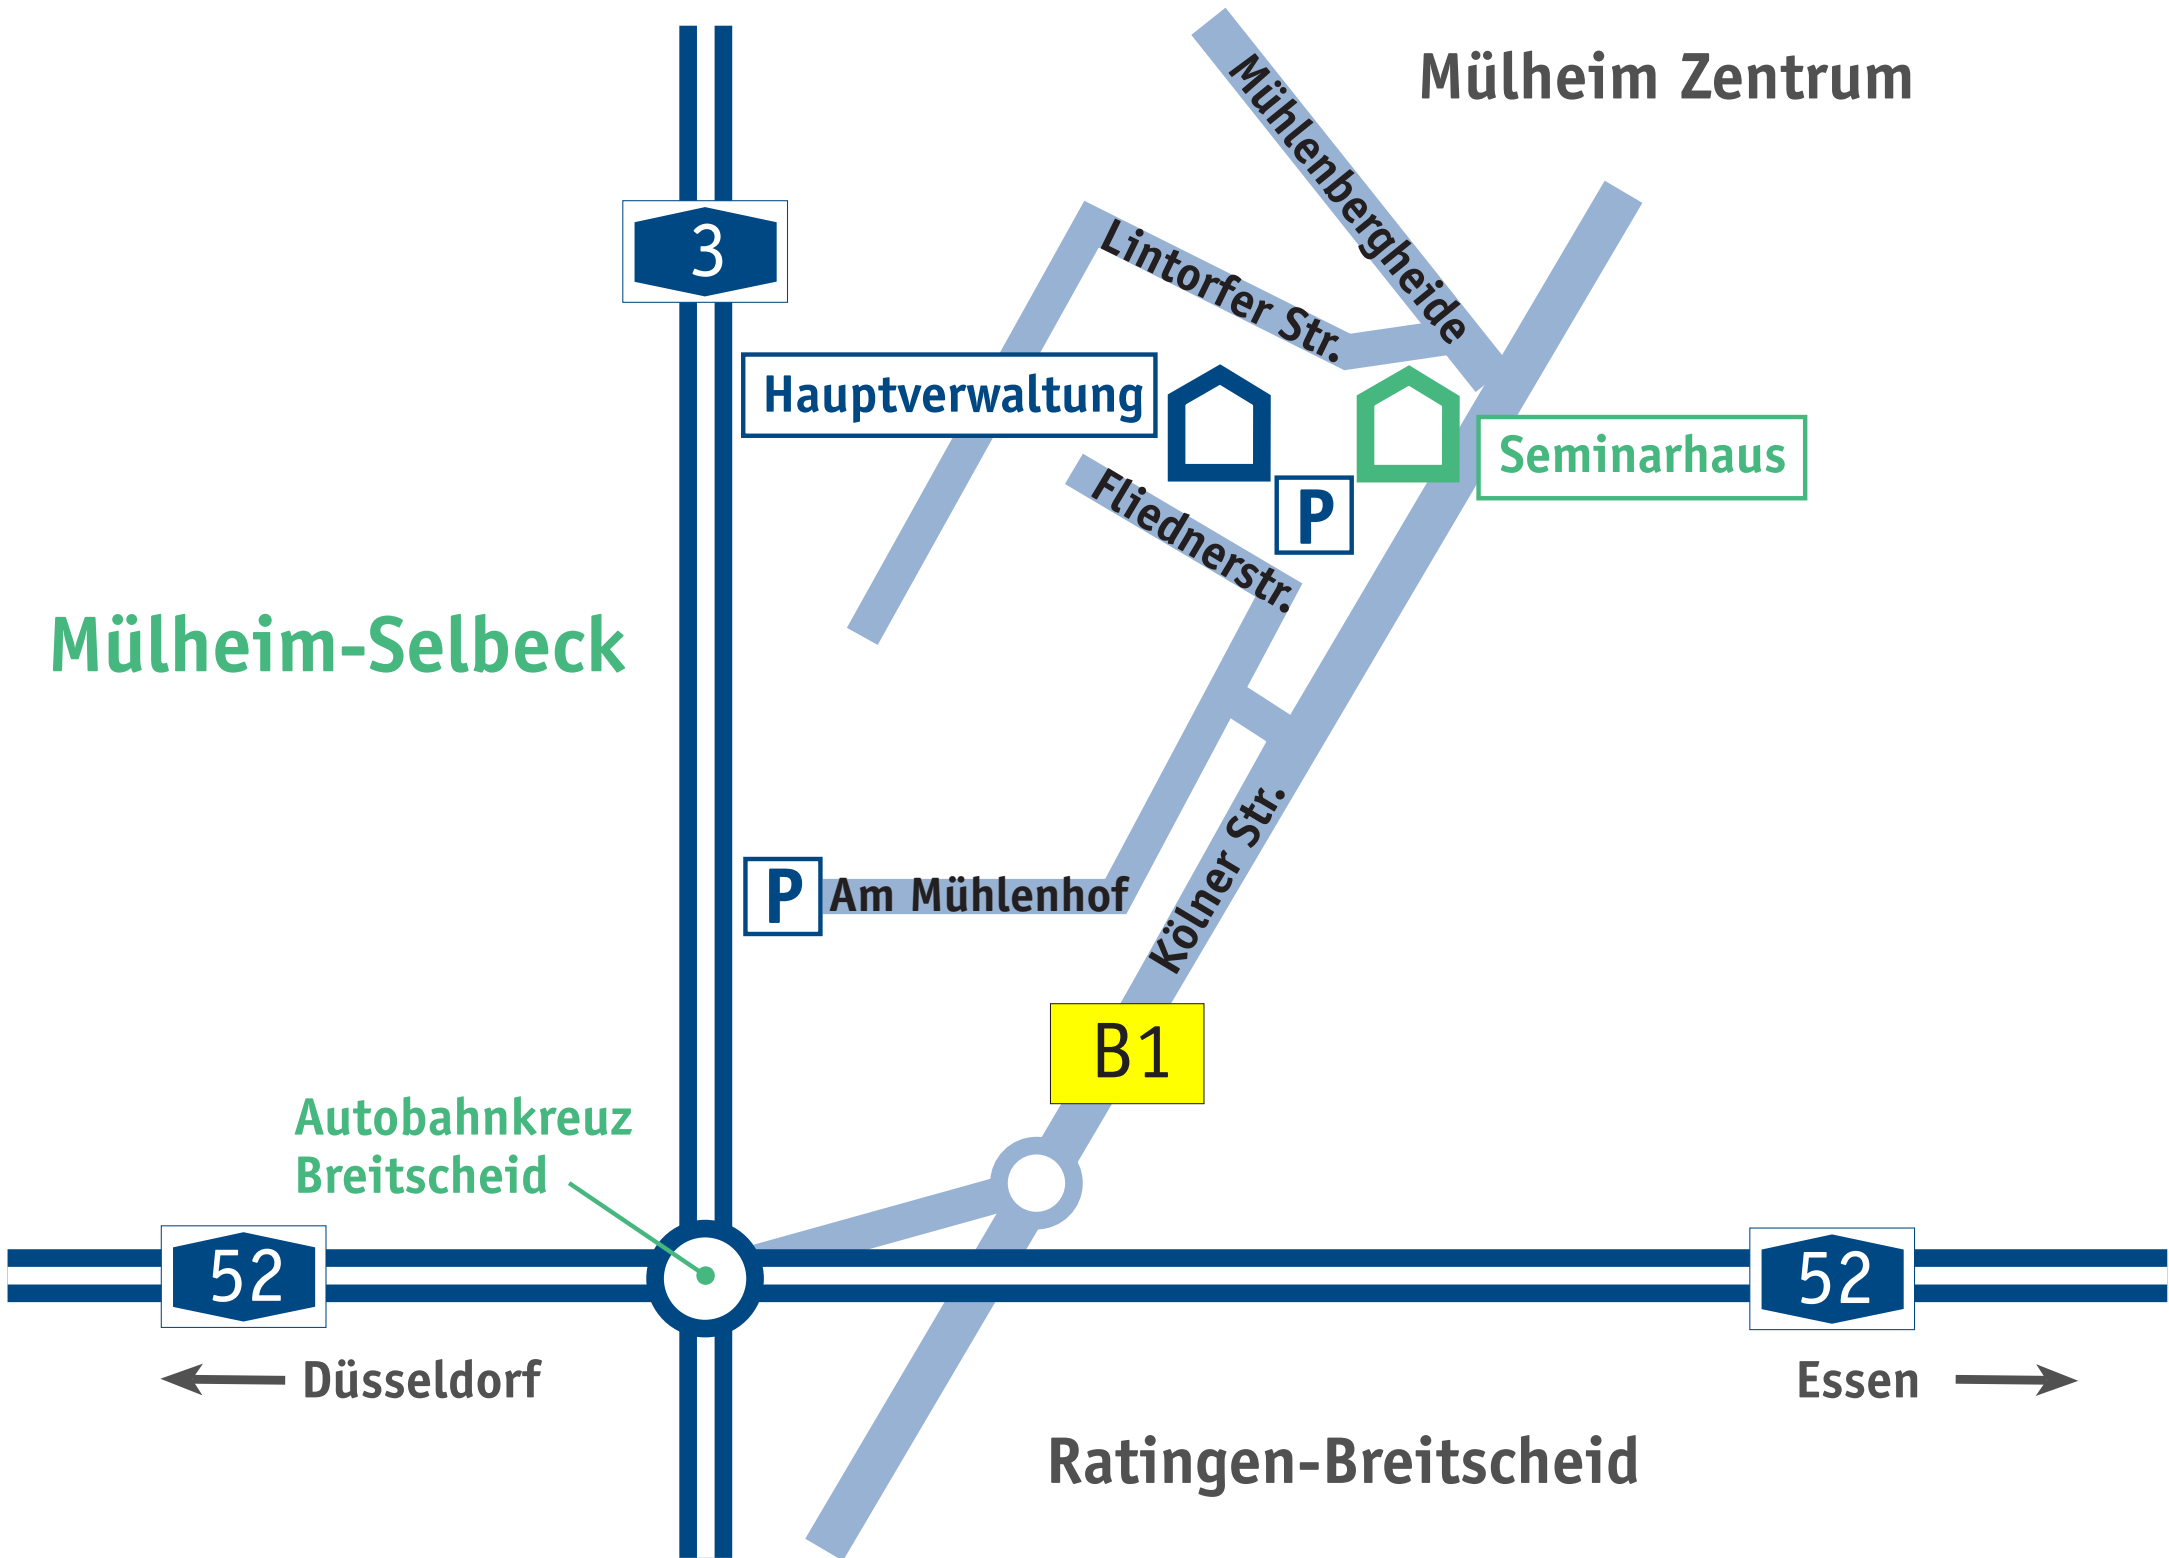 Mülheim Zentrum
Mühlenbergheide
Lintorfer Str.
3
Hauptverwaltung
Seminarhaus
P
Fliednerstr.
Mülheim-Selbeck
P
Am Mühlenhof
Kölner Str.
B1
Autobahnkreuz
Breitscheid
52
52
Düsseldorf
Essen
Ratingen-Breitscheid